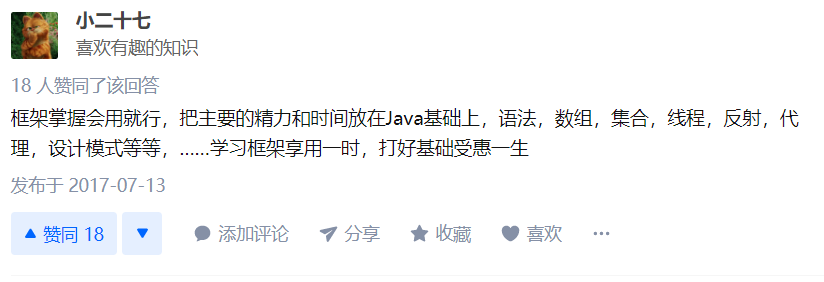 小二十七
喜欢有趣的知识
18 人赞同了该回答
框架掌握会用就行，把主要的精力和时间放在Java基础上，语法，数组，集合，线程，反射，代
理，设计模式等等，......学习框架享用一时，打好基础受惠一生
发布于 2017-07-13
赞同 18 添加评论 分享 收藏 喜欢